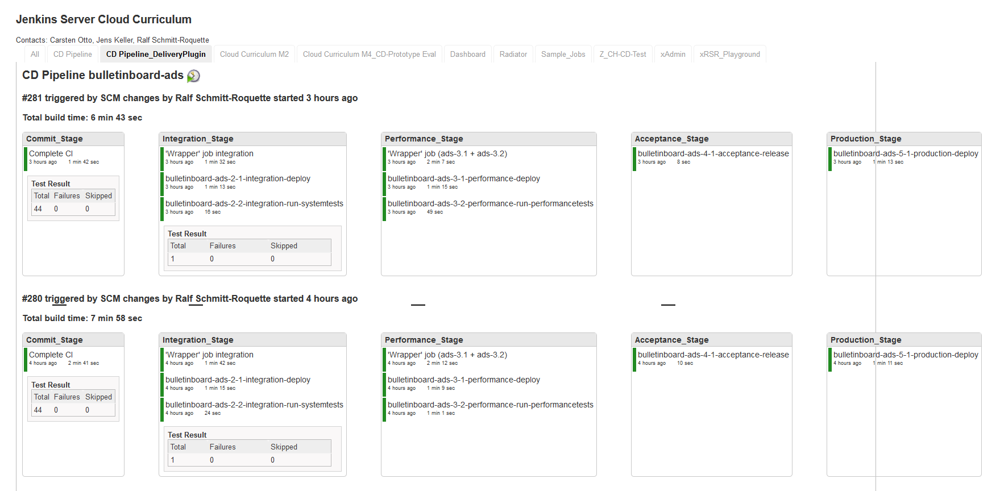 Jenkins Server Cloud Curriculum
Contacts: Carsten Otto, Jens Keller, Ralf Schmitt-Roquette
All CD Pipeline CD Pipeline_DeliveryPlugin Cloud Curriculum M2 Cloud Curriculum M4_CD-Prototype Eval Dashboard Radiator Sample_Jobs Z_CH-CD-Test xAdmin xRSR_Playground
CD Pipeline bulletinboard-ads
#281 triggered by SCM changes by Ralf Schmitt-Roquette started 3 hours ago
Total build time: 6 min 43 sec
Commit_Stage
Complete CI
3 hours ago 1 min 42 sec
Test Result
Total Failures Skipped
44 0 0
Integration_Stage
'Wrapper' job integration
3 hours ago 1 min 32 sec
bulletinboard-ads-2-1-integration-deploy
3 hours ago 1 min 13 sec
bulletinboard-ads-2-2-integration-run-systemtests
3 hours ago 16 sec
Test Result
Total Failures Skipped
1 0 0
Performance_Stage
'Wrapper' job (ads-3.1 + ads-3.2)
3 hours ago 2 min 7 sec
bulletinboard-ads-3-1-performance-deploy
3 hours ago 1 min 15 sec
bulletinboard-ads-3-2-performance-run-performancetests
3 hours ago 49 sec
Acceptance_Stage
bulletinboard-ads-4-1-acceptance-release
3 hours ago 8 sec
Production_Stage
bulletinboard-ads-5-1-production-deploy
3 hours ago 1 min 13 sec
#280 triggered by SCM changes by Ralf Schmitt-Roquette started 4 hours ago
Total build time: 7 min 58 sec
Commit_Stage
Complete CI
4 hours ago 2 min 41 sec
Test Result
Total Failures Skipped
44 0 0
Integration_Stage
'Wrapper' job integration
4 hours ago 1 min 42 sec
bulletinboard-ads-2-1-integration-deploy
4 hours ago 1 min 15 sec
bulletinboard-ads-2-2-integration-run-systemtests
4 hours ago 24 sec
Test Result
Total Failures Skipped
1 0 0
Performance_Stage
'Wrapper' job (ads-3.1 + ads-3.2)
4 hours ago 2 min 12 sec
bulletinboard-ads-3-1-performance-deploy
4 hours ago 1 min 9 sec
bulletinboard-ads-3-2-performance-run-performancetests
4 hours ago 1 min 1 sec
Acceptance_Stage
bulletinboard-ads-4-1-acceptance-release
4 hours ago 10 sec
Production_Stage
bulletinboard-ads-5-1-production-deploy
4 hours ago 1 min 11 sec